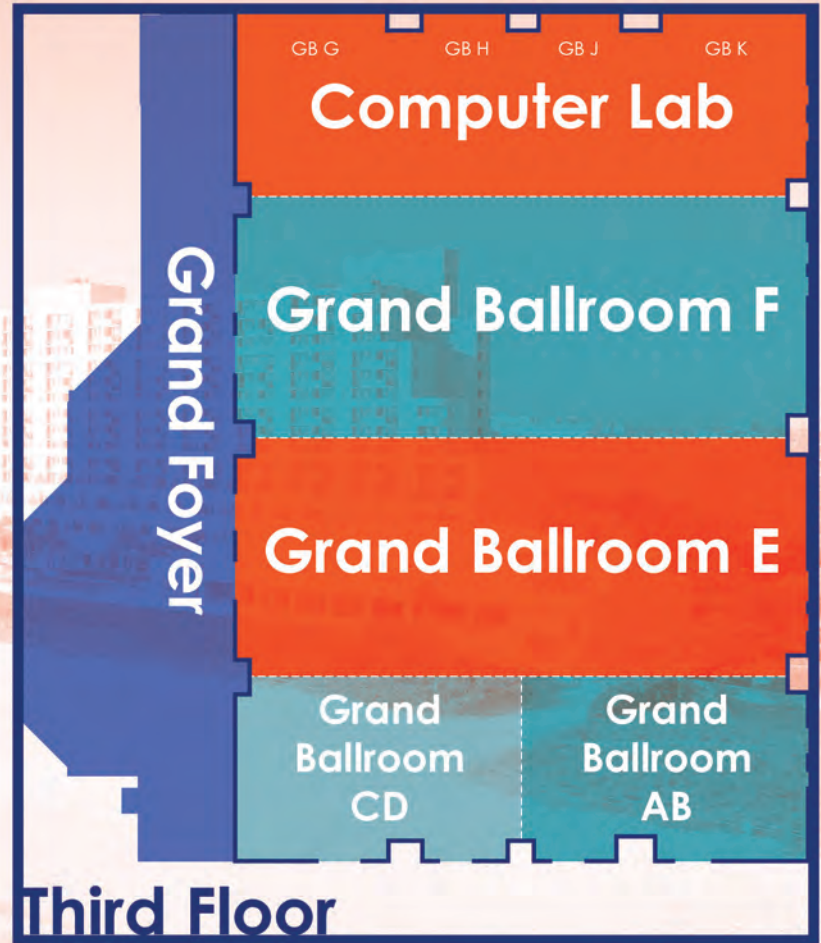 GB G GB H GB J GB K
Computer Lab
Grand Foyer
Grand Ballroom F
Grand Ballroom E
Grand
Ballroom
CD
Grand
Ballroom
AB
Third Floor